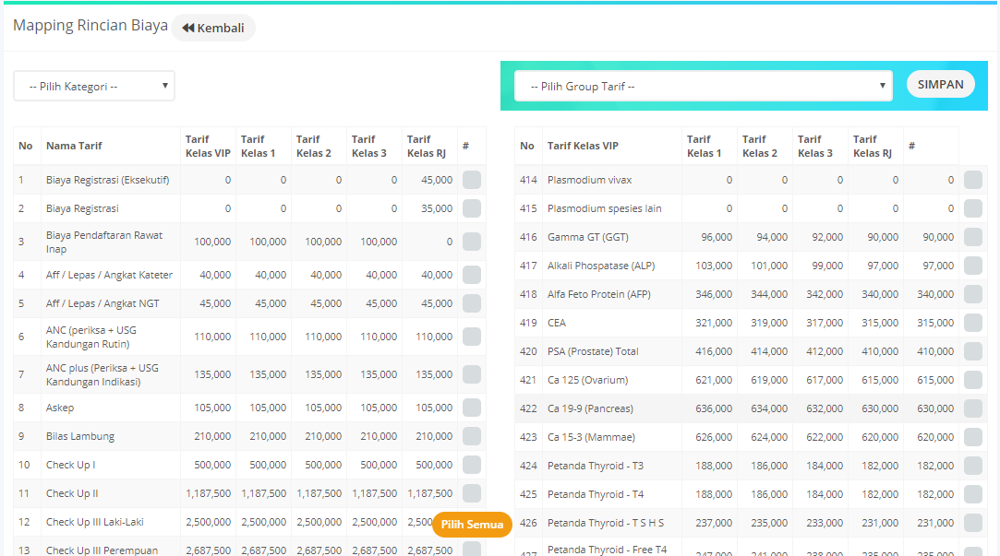 Mapping Rincian Biaya Kembali
-- Pilih Kategori --
-- Pilih Group Tarif -- SIMPAN
No Nama Tarif Tarif Kelas VIP Tarif Kelas 1 Tarif Kelas 2 Tarif Kelas 3 Tarif Kelas RJ #
1 Biaya Registrasi (Eksekutif) 0 0 0 0 45,000
2 Biaya Registrasi 0 0 0 0 35,000
3 Biaya Pendaftaran Rawat Inap 100,000 100,000 100,000 100,000 0
4 Aff / Lepas / Angkat Kateter 40,000 40,000 40,000 40,000 40,000
5 Aff / Lepas / Angkat NGT 45,000 45,000 45,000 45,000 45,000
6 ANC (periksa + USG Kandungan Rutin) 110,000 110,000 110,000 110,000 110,000
7 ANC plus (Periksa + USG Kandungan Indikasi) 135,000 135,000 135,000 135,000 135,000
8 Askep 105,000 105,000 105,000 105,000 105,000
9 Bilas Lambung 210,000 210,000 210,000 210,000 210,000
10 Check Up I 500,000 500,000 500,000 500,000 500,000
11 Check Up II 1,187,500 1,187,500 1,187,500 1,187,500 1,187,500
12 Check Up III Laki-Laki 2,500,000 2,500,000 2,500,000 2,500,000 2,500
Pilih Semua
13 Check Up III Perempuan 2,687,500 2,687,500 2,687,500 2,687,500 2,687,500
No Tarif Kelas VIP Tarif Kelas 1 Tarif Kelas 2 Tarif Kelas 3 Tarif Kelas RJ #
414 Plasmodium vivax 0 0 0 0 0
415 Plasmodium spesies lain 0 0 0 0 0
416 Gamma GT (GGT) 96,000 94,000 92,000 90,000 90,000
417 Alkali Phospatase (ALP) 103,000 101,000 99,000 97,000 97,000
418 Alfa Feto Protein (AFP) 346,000 344,000 342,000 340,000 340,000
419 CEA 321,000 319,000 317,000 315,000 315,000
420 PSA (Prostate) Total 416,000 414,000 412,000 410,000 410,000
421 Ca 125 (Ovarium) 621,000 619,000 617,000 615,000 615,000
422 Ca 19-9 (Pancreas) 636,000 634,000 632,000 630,000 630,000
423 Ca 15-3 (Mammae) 626,000 624,000 622,000 620,000 620,000
424 Petanda Thyroid - T3 188,000 186,000 184,000 182,000 182,000
425 Petanda Thyroid - T4 188,000 186,000 184,000 182,000 182,000
426 Petanda Thyroid - T S H S 237,000 235,000 233,000 231,000 231,000
427 Petanda Thyroid - Free T4 247,000 241,000 238,000 235,000 235,000